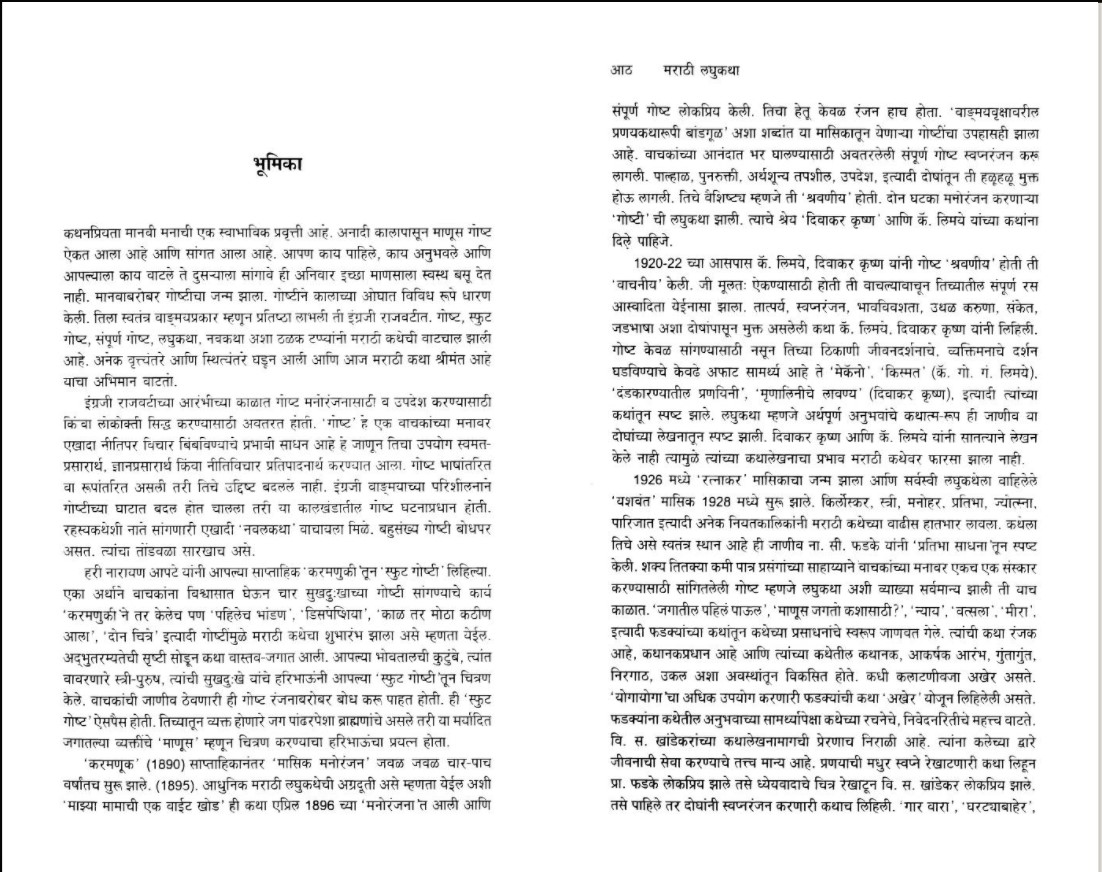 भूमिका
कथनप्रियता मानवी मनाची एक स्वाभाविक प्रवृत्ती आहे. अनादी कालापासून माणूस गोष्ट
ऐकत आला आहे आणि सांगत आला आहे. आपण काय पाहिले, काय अनुभवले आणि
आपल्याला काय वाटले ते दुसऱ्याला सांगावे ही अनिवार इच्छा माणसाला स्वस्थ बसू देत
नाही. मानवाबरोबर गोष्टीचा जन्म झाला. गोष्टीने कालाच्या ओघात विविध रूपे धारण
केली. तिला स्वतंत्र वाङ्मयप्रकार म्हणून प्रतिष्ठा लाभली ती इंग्रजी राजवटीत. गोष्ट, स्फुट
गोष्ट, संपूर्ण गोष्ट, लघुकथा, नवकथा अशा ठळक टप्प्यांनी मराठी कथेची वाटचाल झाली
आहे. अनेक वृत्त्यंतरे आणि स्थित्यंतरे घडून आली आणि आज मराठी कथा श्रीमंत आहे
याचा अभिमान वाटतो.
इंग्रजी राजवटीच्या आरंभीच्या काळात गोष्ट मनोरंजनासाठी व उपदेश करण्यासाठी
किंवा लोकोक्ती सिद्ध करण्यासाठी अवतरत होती. 'गोष्ट' हे एक वाचकांच्या मनावर
एखादा नीतिपर विचार बिंबविण्याचे प्रभावी साधन आहे हे जाणून तिचा उपयोग स्वमत-
प्रसारार्थ, ज्ञानप्रसारार्थ किंवा नीतिविचार प्रतिपादनार्थ करण्यात आला. गोष्ट भाषांतरित
वा रूपांतरित असली तरी तिचे उद्दिष्ट बदलले नाही. इंग्रजी वाङ्मयाच्या परिशीलनाने
गोष्टीच्या घाटात बदल होत चालला तरी या कालखंडातील गोष्ट घटनाप्रधान होती.
रहस्यकथेशी नाते सांगणारी एखादी 'नवलकथा' वाचायला मिळे. बहुसंख्य गोष्टी बोधपर
असत. त्यांचा तोंडवळा सारखाच असे.
हरी नारायण आपटे यांनी आपल्या साप्ताहिक 'करमणुकी'तून 'स्फुट गोष्टी' लिहिल्या.
एका अर्थाने वाचकांना विश्वासात घेऊन चार सुखदुःखाच्या गोष्टी सांगण्याचे कार्य
'करमणुकी'ने तर केलेच पण 'पहिलेच भांडण', 'डिसपेप्शिया', 'काळ तर मोठा कठीण
आला', 'दोन चित्रे' इत्यादी गोष्टींमुळे मराठी कथेचा शुभारंभ झाला असे म्हणता येईल.
अद्भुतरम्यतेची सृष्टी सोडून कथा वास्तव-जगात आली. आपल्या भोवतालची कुटुंबे, त्यांत
वावरणारे स्त्री-पुरुष, त्यांची सुखदुःखे यांचे हरिभाऊंनी आपल्या 'स्फुट गोष्टी'तून चित्रण
केले. वाचकांची जाणीव ठेवणारी ही गोष्ट रंजनाबरोबर बोध करू पाहत होती. ही 'स्फुट
गोष्ट' ऐसपैस होती. तिच्यातून व्यक्त होणारे जग पांढरपेशा ब्राह्मणांचे असले तरी या मर्यादित
जगातल्या व्यक्तींचे 'माणूस' म्हणून चित्रण करण्याचा हरिभाऊंचा प्रयत्न होता.
'करमणूक' (1890) साप्ताहिकानंतर 'मासिक मनोरंजन' जवळ जवळ चार-पाच
वर्षांतच सुरू झाले. (1895). आधुनिक मराठी लघुकथेची अग्रदूती असे म्हणता येईल अशी
'माझ्या मामाची एक वाईट खोड' ही कथा एप्रिल 1896 च्या 'मनोरंजना'त आली आणि
आठ मराठी लघुकथा
संपूर्ण गोष्ट लोकप्रिय केली. तिचा हेतू केवळ रंजन हाच होता. 'वाङ्मयवृक्षावरील
प्रणयकथारूपी बांडगूळ' अशा शब्दांत या मासिकातून येणाऱ्या गोष्टींचा उपहासही झाला
आहे. वाचकांच्या आनंदात भर घालण्यासाठी अवतरलेली संपूर्ण गोष्ट स्वप्नरंजन करू
लागली. पाल्हाळ, पुनरुक्ती, अर्थशून्य तपशील, उपदेश, इत्यादी दोषांतून ती हळूहळू मुक्त
होऊ लागली. तिचे वैशिष्ट्य म्हणजे ती 'श्रवणीय' होती. दोन घटका मनोरंजन करणाऱ्या
'गोष्टी' ची लघुकथा झाली. त्याचे श्रेय 'दिवाकर कृष्ण' आणि कॅ. लिमये यांच्या कथांना
दिले पाहिजे.
1920-22 च्या आसपास कॅ. लिमये, दिवाकर कृष्ण यांनी गोष्ट 'श्रवणीय' होती ती
'वाचनीय' केली. जी मूलतः ऐकण्यासाठी होती ती वाचल्यावाचून तिच्यातील संपूर्ण रस
आस्वादिता येईनासा झाला. तात्पर्य, स्वप्नरंजन, भावविवशता, उथळ करुणा, संकेत,
जडभाषा अशा दोषांपासून मुक्त असलेली कथा कॅ. लिमये, दिवाकर कृष्ण यांनी लिहिली.
गोष्ट केवळ सांगण्यासाठी नसून तिच्या ठिकाणी जीवनदर्शनाचे, व्यक्तिमनाचे दर्शन
घडविण्याचे केवढे अफाट सामर्थ्य आहे ते 'मेकॅनो', 'किस्मत' (कॅ. गो. गं. लिमये),
'दंडकारण्यातील प्रणयिनी', 'मृणालिनीचे लावण्य' (दिवाकर कृष्ण), इत्यादी त्यांच्या
कथांतून स्पष्ट झाले. लघुकथा म्हणजे अर्थपूर्ण अनुभवांचे कथात्म-रूप ही जाणीव या
दोघांच्या लेखनातून स्पष्ट झाली. दिवाकर कृष्ण आणि कॅ. लिमये यांनी सातत्याने लेखन
केले नाही त्यामुळे त्यांच्या कथालेखनाचा प्रभाव मराठी कथेवर फारसा झाला नाही.
1926 मध्ये 'रत्नाकर' मासिकाचा जन्म झाला आणि सर्वस्वी लघुकथेला वाहिलेले
'यशवंत' मासिक 1928 मध्ये सुरू झाले. किर्लोस्कर, स्त्री, मनोहर, प्रतिभा, ज्योत्स्ना,
पारिजात इत्यादी अनेक नियतकालिकांनी मराठी कथेच्या वाढीस हातभार लावला. कथेला
तिचे असे स्वतंत्र स्थान आहे ही जाणीव ना. सी. फडके यांनी 'प्रतिभा साधना'तून स्पष्ट
केली. शक्य तितक्या कमी पात्र प्रसंगांच्या साहाय्याने वाचकांच्या मनावर एकच एक संस्कार
करण्यासाठी सांगितलेली गोष्ट म्हणजे लघुकथा अशी व्याख्या सर्वमान्य झाली ती याच
काळात. 'जगातील पहिलं पाऊल', 'माणूस जगतो कशासाठी?', 'न्याय', 'वत्सला', 'मीरा',
इत्यादी फडक्यांच्या कथांतून कथेच्या प्रसाधनांचे स्वरूप जाणवत गेले. त्यांची कथा रंजक
आहे, कथानकप्रधान आहे आणि त्यांच्या कथेतील कथानक, आकर्षक आरंभ, गुंतागुंत,
निरगाठ, उकल अशा अवस्थांतून विकसित होते. कधी कलाटणीवजा अखेर असते.
'योगायोगा'चा अधिक उपयोग करणारी फडक्यांची कथा 'अखेर' योजून लिहिलेली असते.
फडक्यांना कथेतील अनुभवाच्या सामर्थ्यापेक्षा कथेच्या रचनेचे, निवेदनरितीचे महत्त्व वाटते.
वि. स. खांडेकरांच्या कथालेखनामागची प्रेरणाच निराळी आहे. त्यांना कलेच्या द्वारे
जीवनाची सेवा करण्याचे तत्त्व मान्य आहे. प्रणयाची मधुर स्वप्ने रेखाटणारी कथा लिहून
प्रा. फडके लोकप्रिय झाले तसे ध्येयवादाचे चित्र रेखाटून वि. स. खांडेकर लोकप्रिय झाले.
तसे पाहिले तर दोघांनी स्वप्नरंजन करणारी कथाच लिहिली. 'गार वारा', 'घरट्याबाहेर',